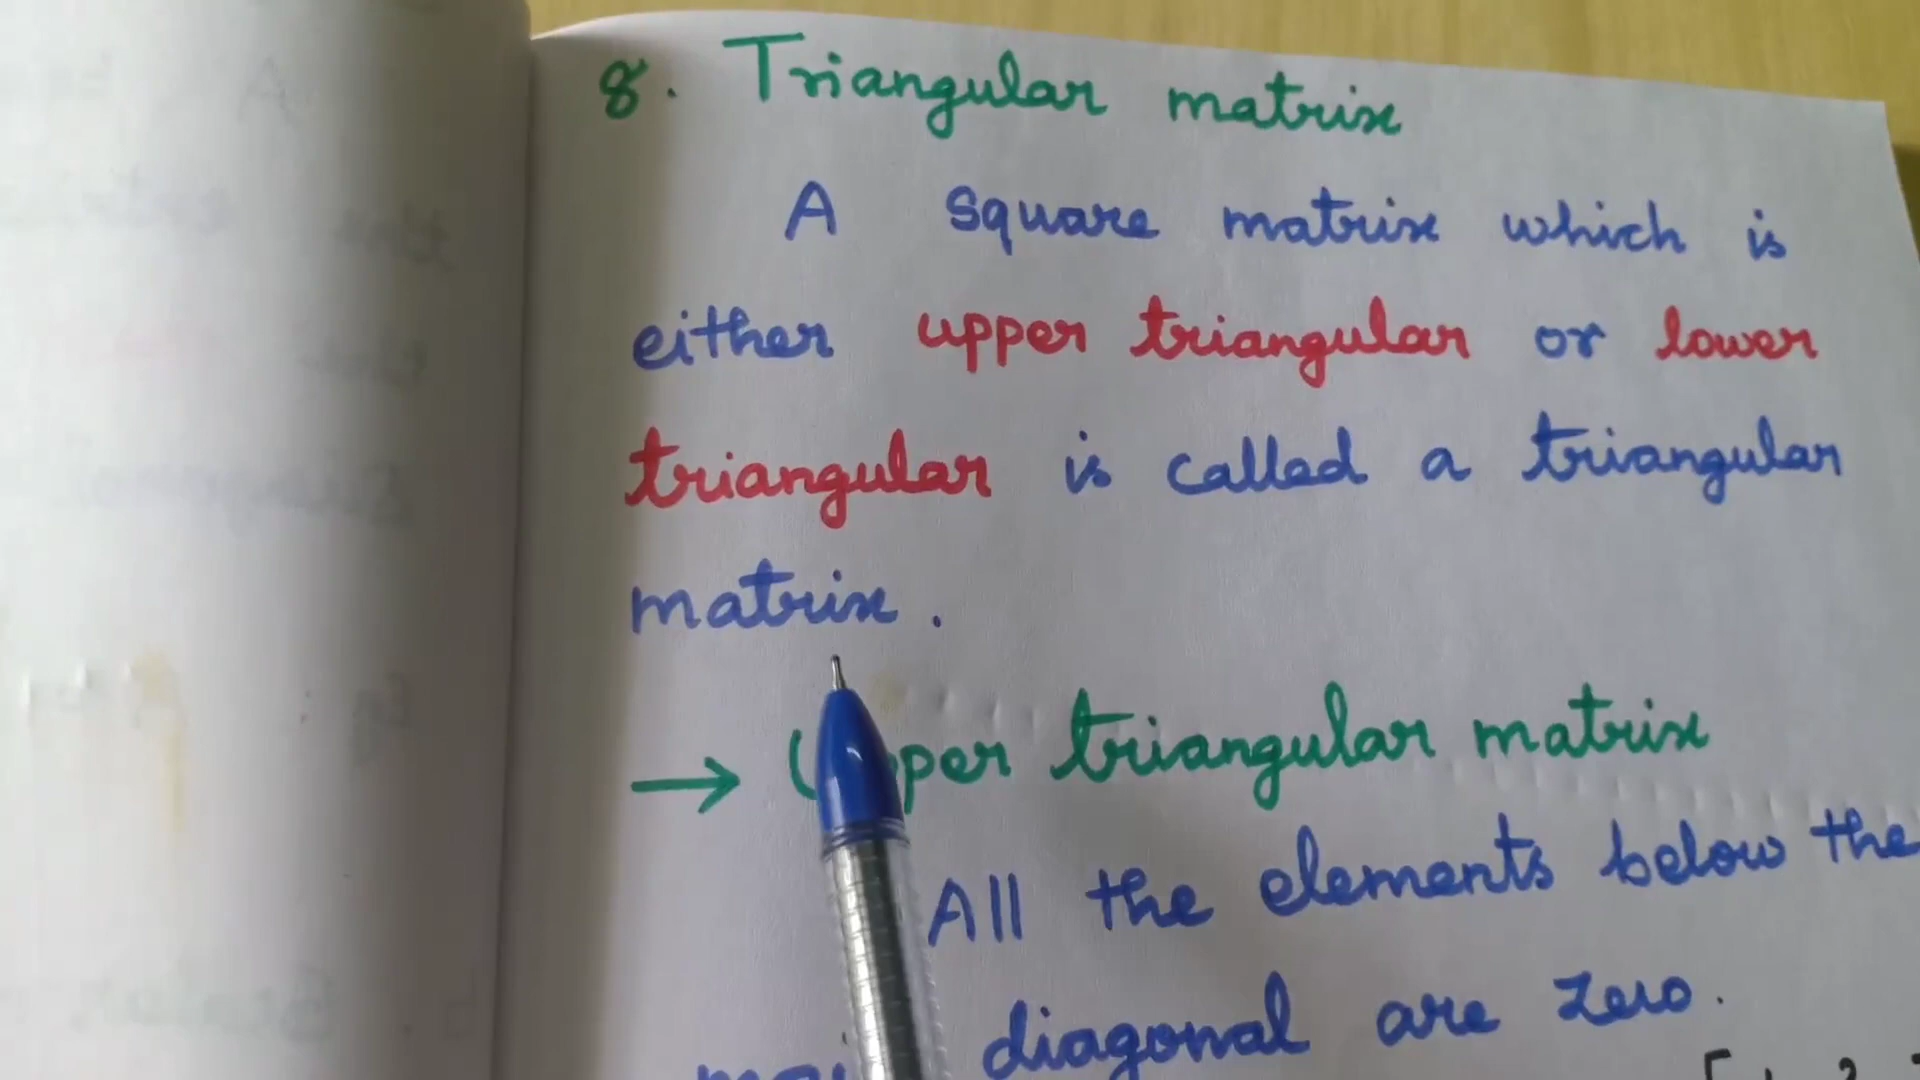 8. Triangular matrix
A square matrix which is
either upper triangular or lower
triangular is called a triangular
matrix.
→ Upper triangular matrix
All the elements below the
diagonal are zero.